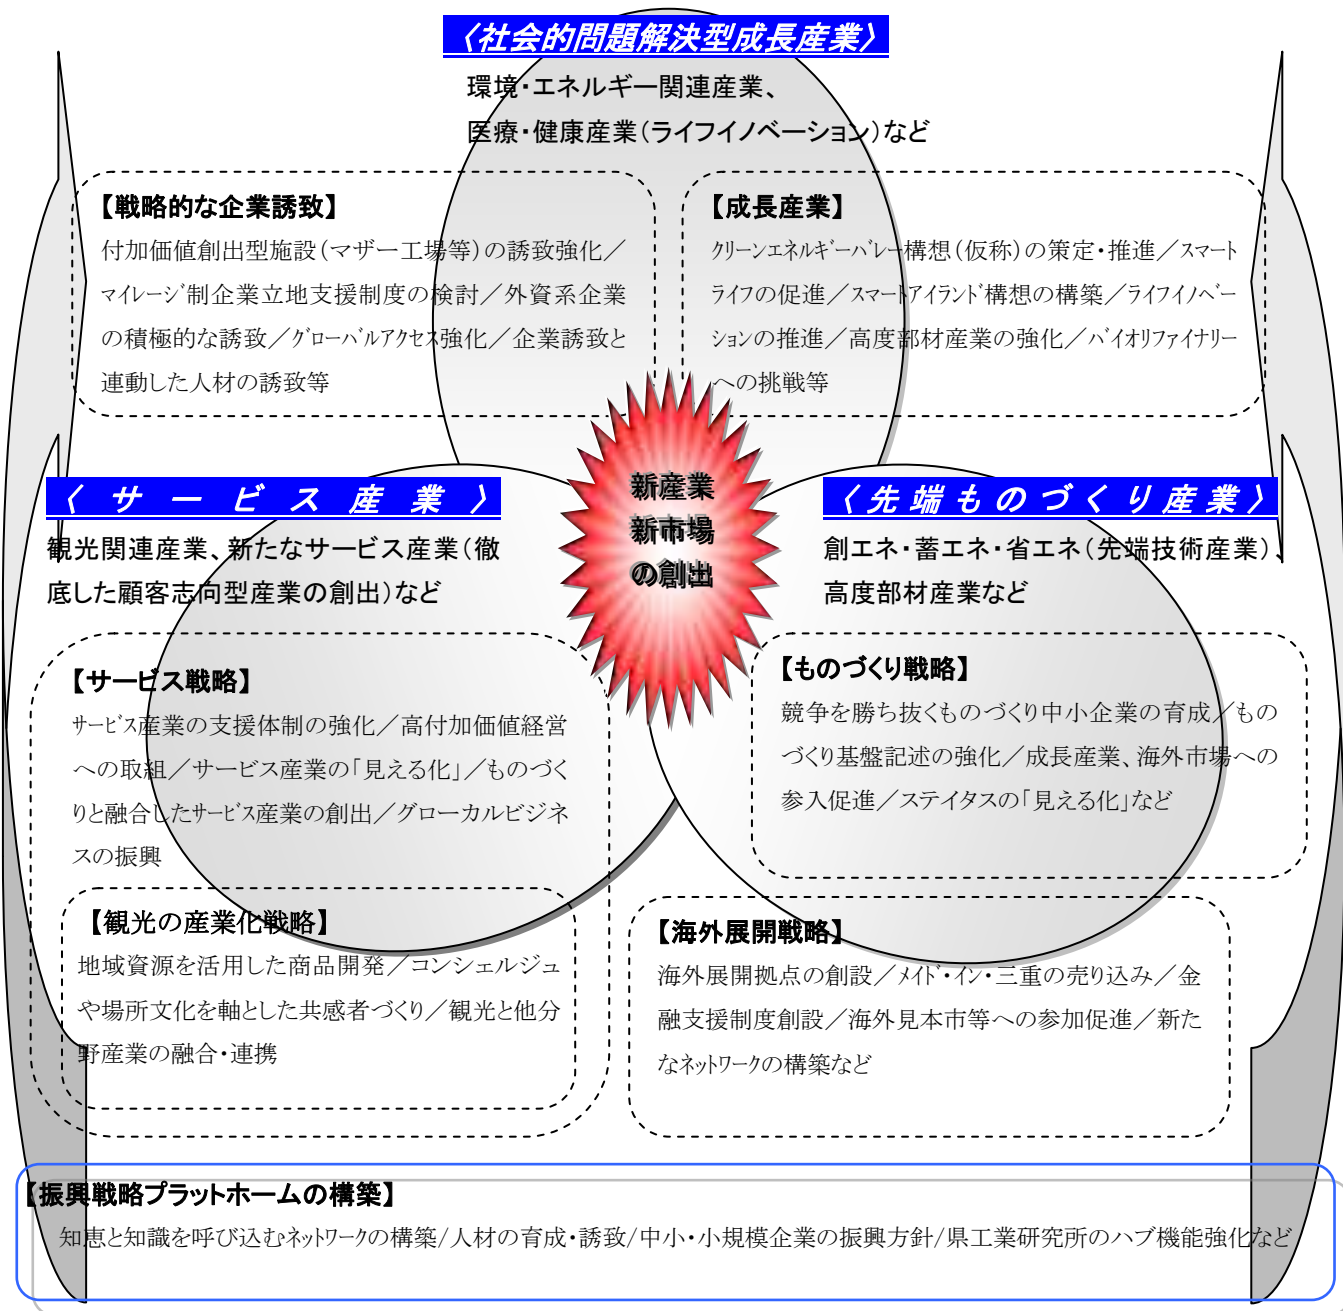 〈社会的問題解決型成長産業〉
環境・エネルギー関連産業、
医療・健康産業(ライフイノベーション)など
【戦略的な企業誘致】
付加価値創出型施設(マザー工場等)の誘致強化／
マイレージ制企業立地支援制度の検討／外資系企業
の積極的な誘致／グローバルアクセス強化／企業誘致と
連動した人材の誘致等
【成長産業】
クリーンエネルギーバレー構想(仮称)の策定・推進／スマート
ライフの促進／スマートアイランド構想の構築／ライフイノベー
ションの推進／高度部材産業の強化／バイオリファイナリー
への挑戦等
新産業
新市場
の創出
〈サービス産業〉
観光関連産業、新たなサービス産業(徹
底した顧客志向型産業の創出)など
〈先端ものづくり産業〉
創エネ・蓄エネ・省エネ(先端技術産業)、
高度部材産業など
【サービス戦略】
サービス産業の支援体制の強化／高付加価値経営
への取組／サービス産業の「見える化」／ものづく
りと融合したサービス産業の創出／グローカルビジネ
スの振興
【ものづくり戦略】
競争を勝ち抜くものづくり中小企業の育成／もの
づくり基盤記述の強化／成長産業、海外市場への
参入促進／ステイタスの「見える化」など
【観光の産業化戦略】
地域資源を活用した商品開発／コンシェルジュ
や場所文化を軸とした共感者づくり／観光と他分
野産業の融合・連携
【海外展開戦略】
海外展開拠点の創設／メイド・イン・三重の売り込み／金
融支援制度創設／海外見本市等への参加促進／新た
なネットワークの構築など
【振興戦略プラットホームの構築】
知恵と知識を呼び込むネットワークの構築/人材の育成・誘致/中小・小規模企業の振興方針/県工業研究所のハブ機能強化など